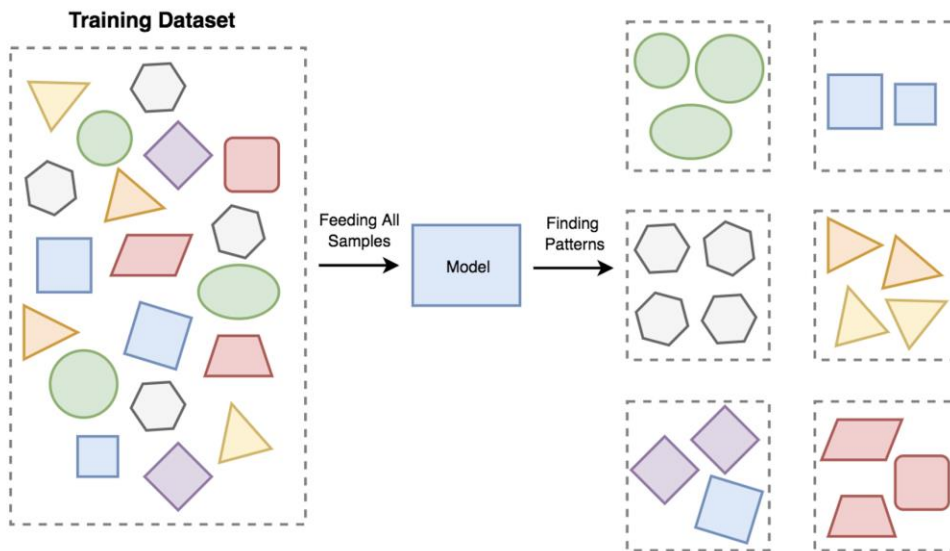 Training Dataset
Feeding All
Samples
Model
Finding
Patterns